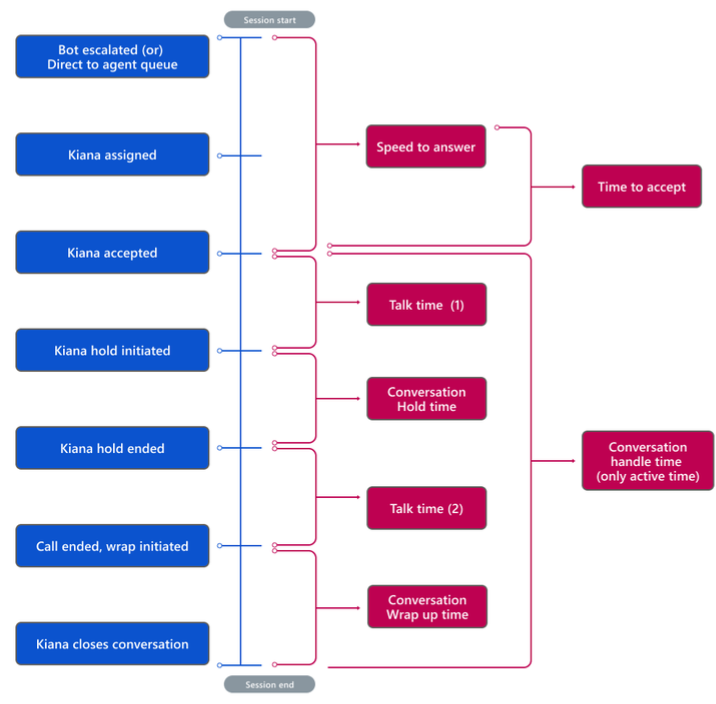 Session start
Bot escalated (or)
Direct to agent queue
Kiana assigned
Speed to answer
Time to accept
Kiana accepted
Talk time (1)
Kiana hold initiated
Conversation
Hold time
Kiana hold ended
Conversation
handle time
(only active time)
Talk time (2)
Call ended, wrap initiated
Conversation
Wrap up time
Kiana closes conversation
Session end